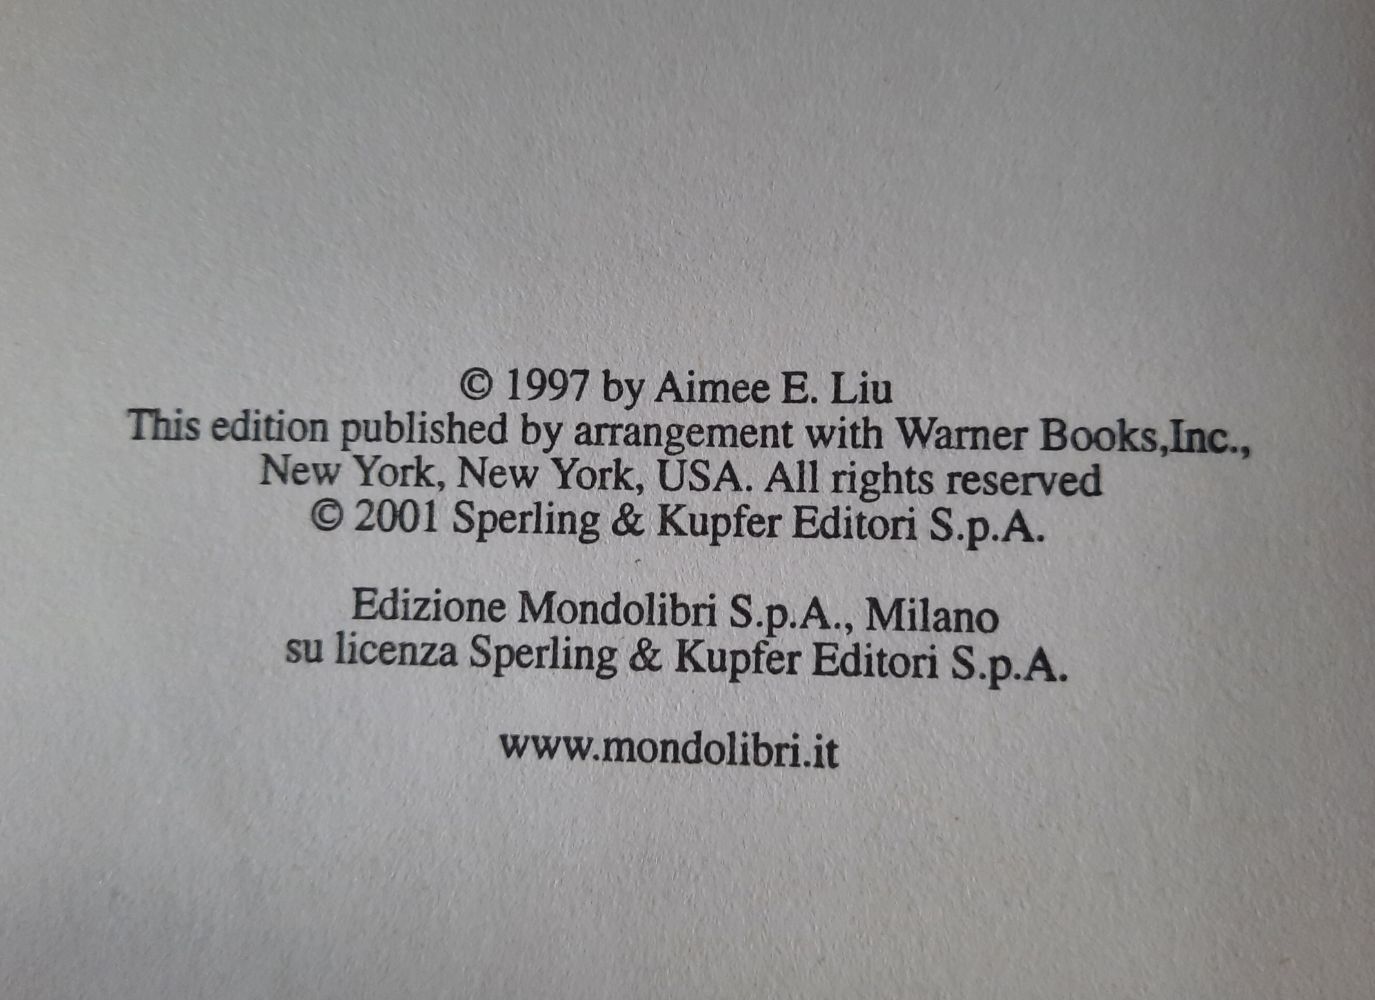 © 1997 by Aimee E. Liu
This edition published by arrangement with Warner Books,Inc.,
New York, New York, USA. All rights reserved
© 2001 Sperling & Kupfer Editori S.p.A.
Edizione Mondolibri S.p.A., Milano
su licenza Sperling & Kupfer Editori S.p.A.
www.mondolibri.it